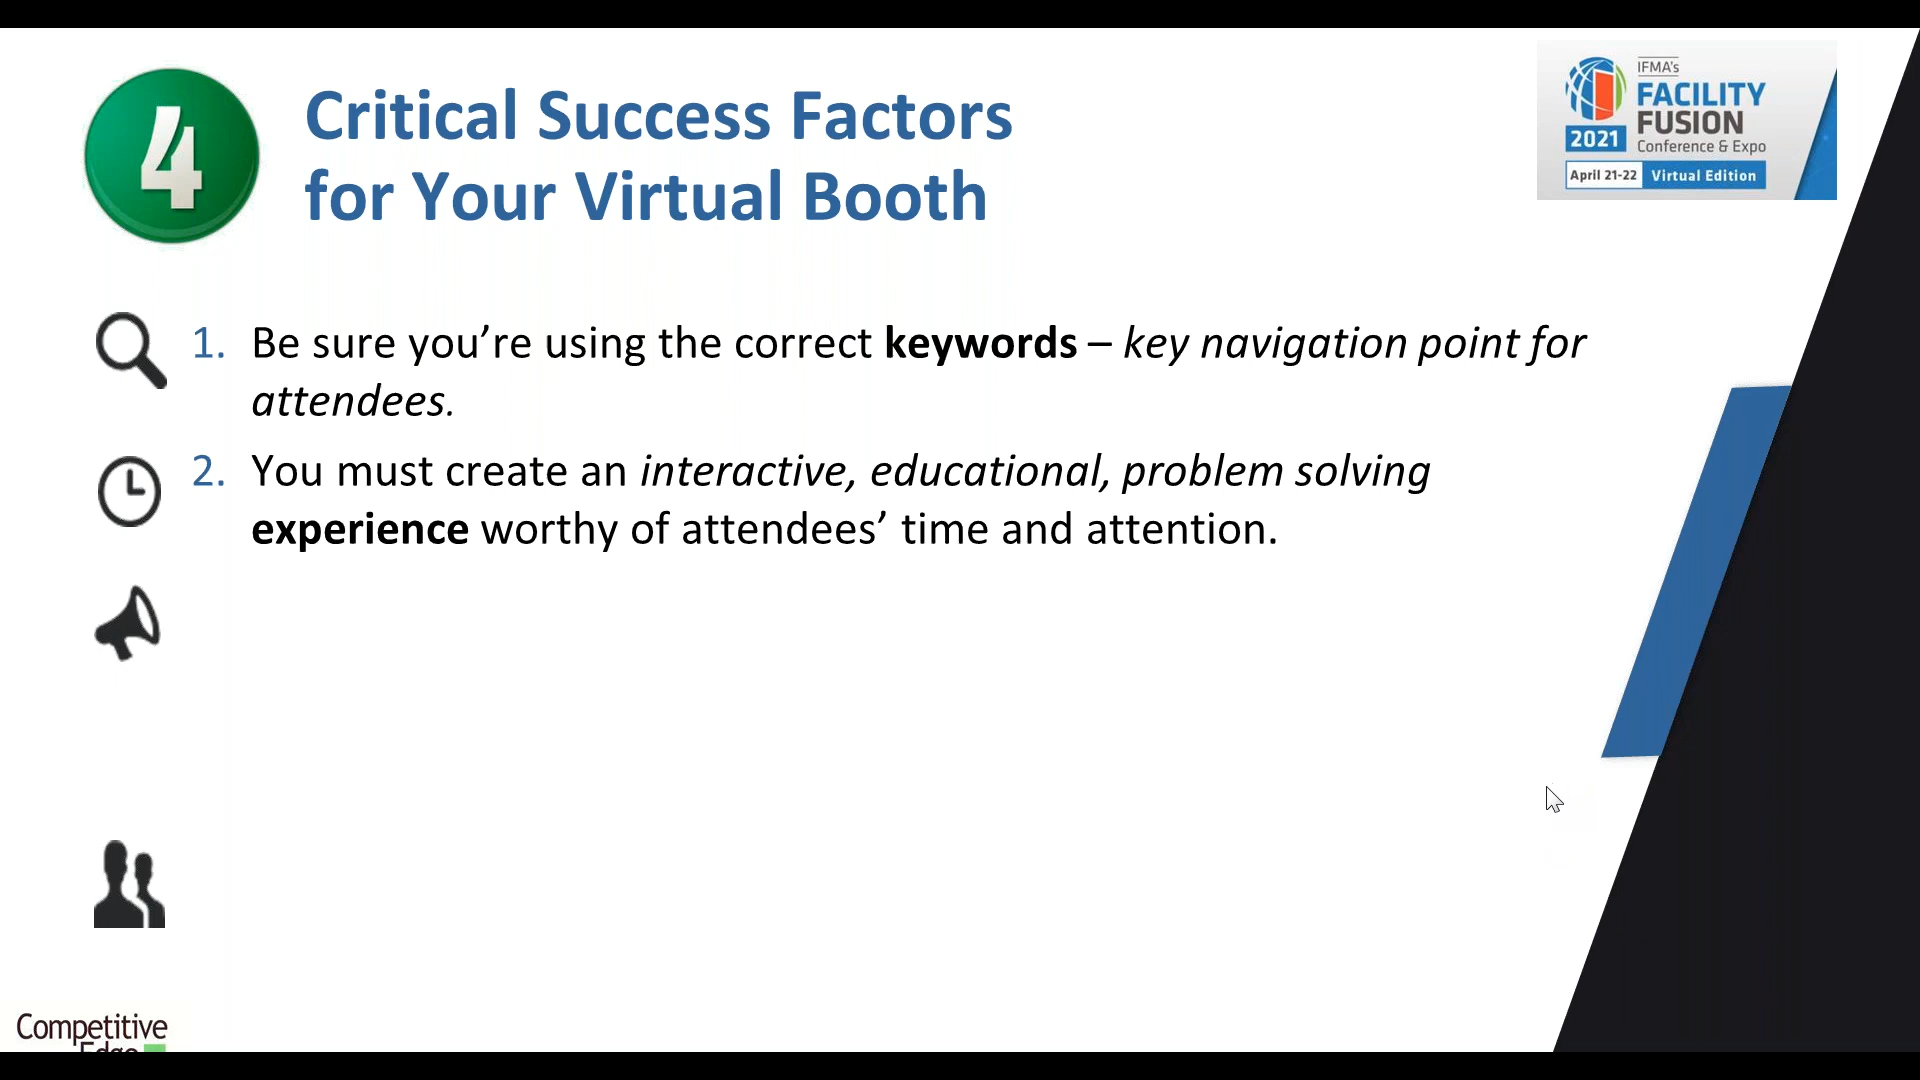 4
Critical Success Factors
for Your Virtual Booth
IFMA's
FACILITY
FUSION
2021
Conference & Expo
April 21-22 Virtual Edition
1. Be sure you’re using the correct keywords – key navigation point for
attendees.
2. You must create an interactive, educational, problem solving
experience worthy of attendees’ time and attention.
Competitive
Edge